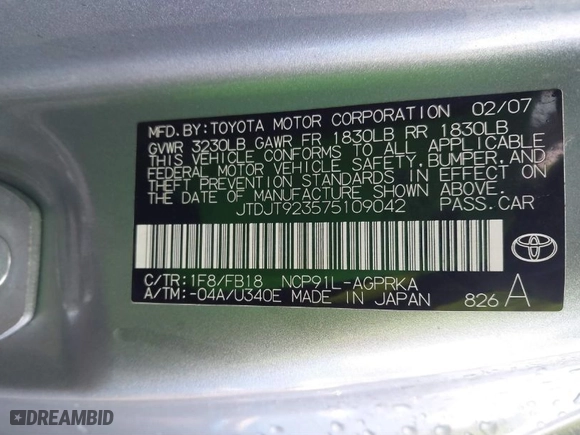 MFD.BY:TOYOTA MOTOR CORPORATION 02/07
GVWR 3230LB GAWR FR 1830LB RR 1830LB
THIS VEHICLE CONFORMS TO ALL APPLICABLE
FEDERAL MOTOR VEHICLE SAFETY,BUMPER,AND
THEFT PREVENTION STANDARDS IN EFFECT ON
THE DATE OF MANUFACTURE SHOWN ABOVE.
JTDJT923575109042 PASS.CAR
C/TR:1F8/FB18 NCP91L-AGPRKA
A/TM:-04A/U340E MADE IN JAPAN 826A
TOYOTA
DREAMBID